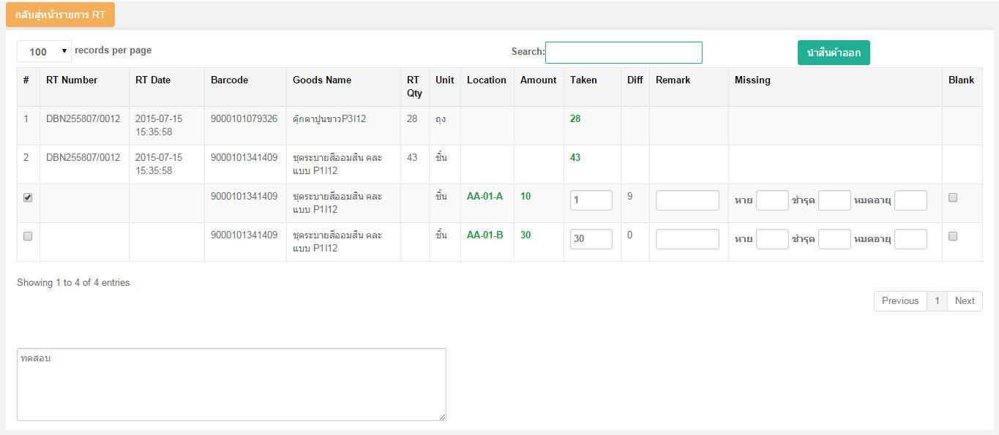 กลับสู่หน้ารายการ RT
100 records per page Search: นำสินค้าออก
# RT Number RT Date Barcode Goods Name RT Qty Unit Location Amount Taken Diff Remark Missing Blank
1 DBN255807/0012 2015-07-15 15:35:58 9000101079326 ตุ๊กตาปูนขาวP3I12 28 ถุง 28
2 DBN255807/0012 2015-07-15 15:35:58 9000101341409 ชุดระบายสีออมสิน คละแบบ P1I12 43 ชิ้น 43
9000101341409 ชุดระบายสีออมสิน คละแบบ P1I12 ชิ้น AA-01-A 10 1 9 หาย ชำรุด หมดอายุ
9000101341409 ชุดระบายสีออมสิน คละแบบ P1I12 ชิ้น AA-01-B 30 30 0 หาย ชำรุด หมดอายุ
Showing 1 to 4 of 4 entries
Previous 1 Next
ทดสอบ